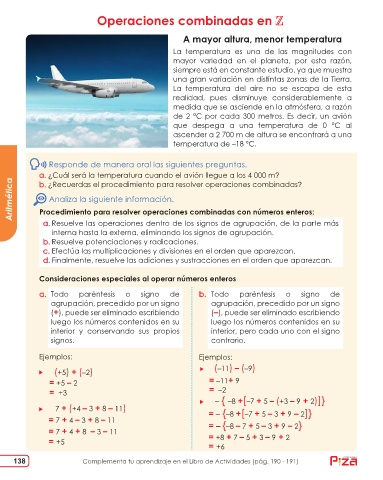 Operaciones combinadas en ℤ
A mayor altura, menor temperatura
La temperatura es una de las magnitudes con
mayor variedad en el planeta, por esta razón,
siempre está en constante estudio, ya que muestra
una gran variación en distintas zonas de la Tierra.
La temperatura del aire no se escapa de esta
realidad, pues disminuye considerablemente a
medida que se asciende en la atmósfera, a razón
de 2 °C por cada 300 metros. Es decir, un avión
que despega a una temperatura de 0 °C al
ascender a 2 700 m de altura se encontrará a una
temperatura de –18 °C.
Responde de manera oral las siguientes preguntas.
a. ¿Cuál será la temperatura cuando el avión llegue a los 4 000 m?
b. ¿Recuerdas el procedimiento para resolver operaciones combinadas?
Analiza la siguiente información.
Procedimiento para resolver operaciones combinadas con números enteros:
a. Resuelve las operaciones dentro de los signos de agrupación, de la parte más
interna hasta la externa, eliminando los signos de agrupación.
b. Resuelve potenciaciones y radicaciones.
c. Efectúa las multiplicaciones y divisiones en el orden que aparezcan.
d. Finalmente, resuelve las adiciones y sustracciones en el orden que aparezcan.
Consideraciones especiales al operar números enteros
a. Todo paréntesis o signo de
agrupación, precedido por un signo
(+), puede ser eliminado escribiendo
luego los números contenidos en su
interior y conservando sus propios
signos.
Ejemplos:
(+5) + (–2)
= +5 – 2
= +3
7 + (+4 – 3 + 8 – 11)
= 7 + 4 – 3 + 8 – 11
= 7 + 4 + 8 – 3 – 11
= +5
b. Todo paréntesis o signo de
agrupación, precedido por un signo
(–), puede ser eliminado escribiendo
luego los números contenidos en su
interior, pero cada uno con el signo
contrario.
Ejemplos:
(–11) – (–9)
= –11+ 9
= –2
– { –8 +[–7 + 5 – (+3 – 9 + 2)]}
= – {–8 +[–7 + 5 – 3 + 9 – 2]}
= – {–8 – 7 + 5 – 3 + 9 – 2}
= +8 + 7 – 5 + 3 – 9 + 2
= +6
Aritmética
138
Complementa tu aprendizaje en el Libro de Actividades (pág. 190 - 191)
Piza